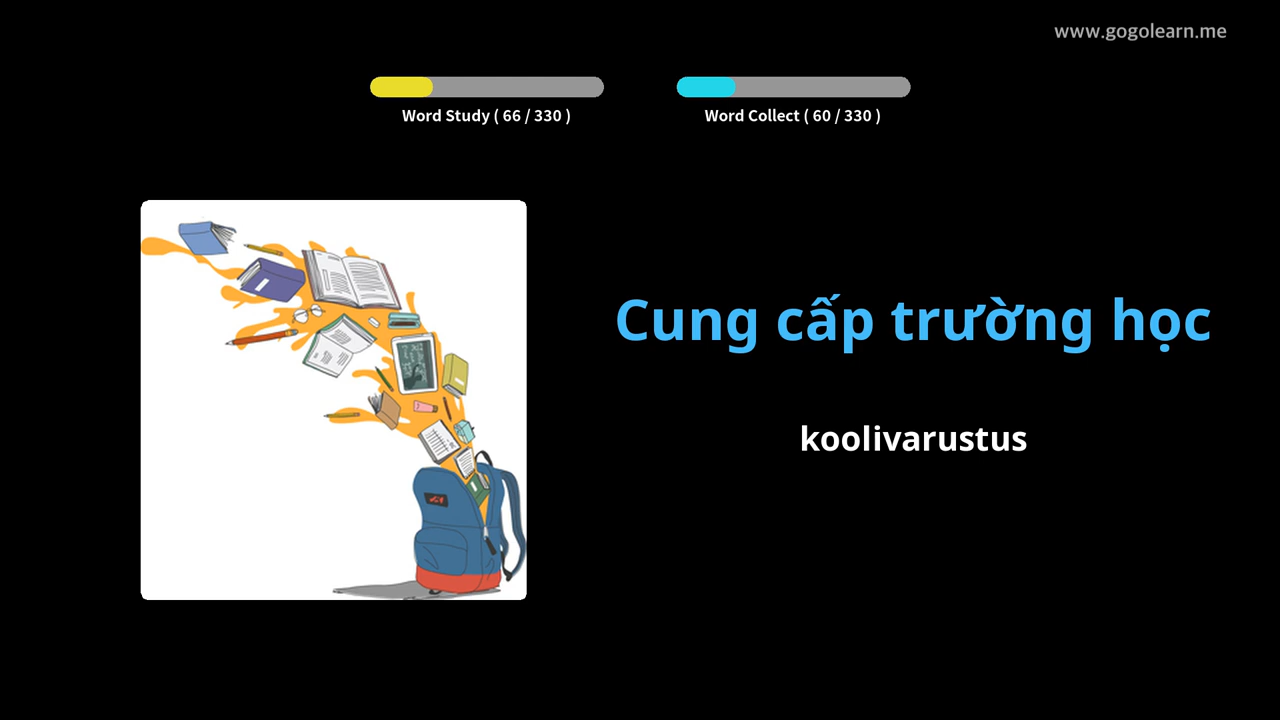 www.gogolearn.me
Word Study ( 66 / 330 )
Word Collect ( 60 / 330 )
Cung cấp trường học
koolivarustus